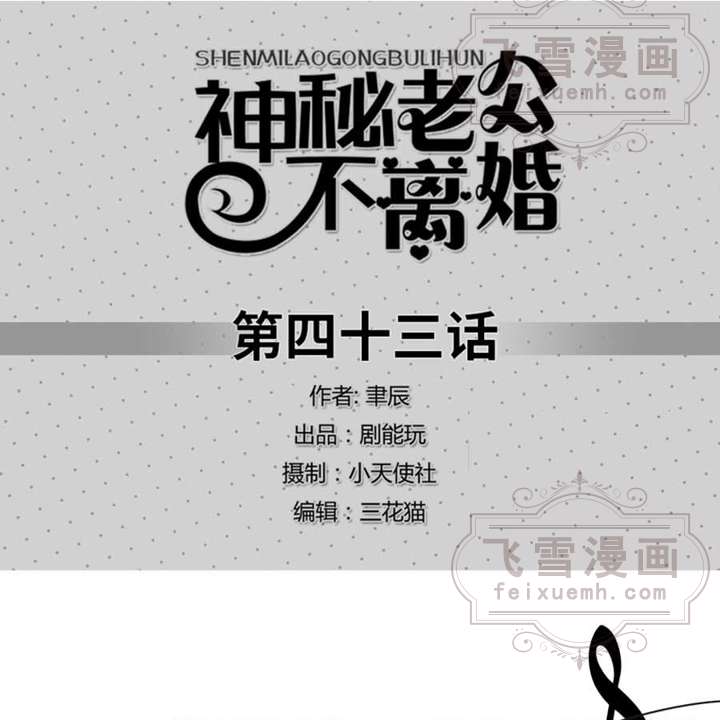 飞雪漫画
feixuemh.com
SHENMILAOGONGBULIHUN
神秘老公
不离婚
第四十三话
作者: 聿辰
出品：剧能玩
摄制：小天使社
编辑：三花猫
飞雪漫画
feixuemh.com